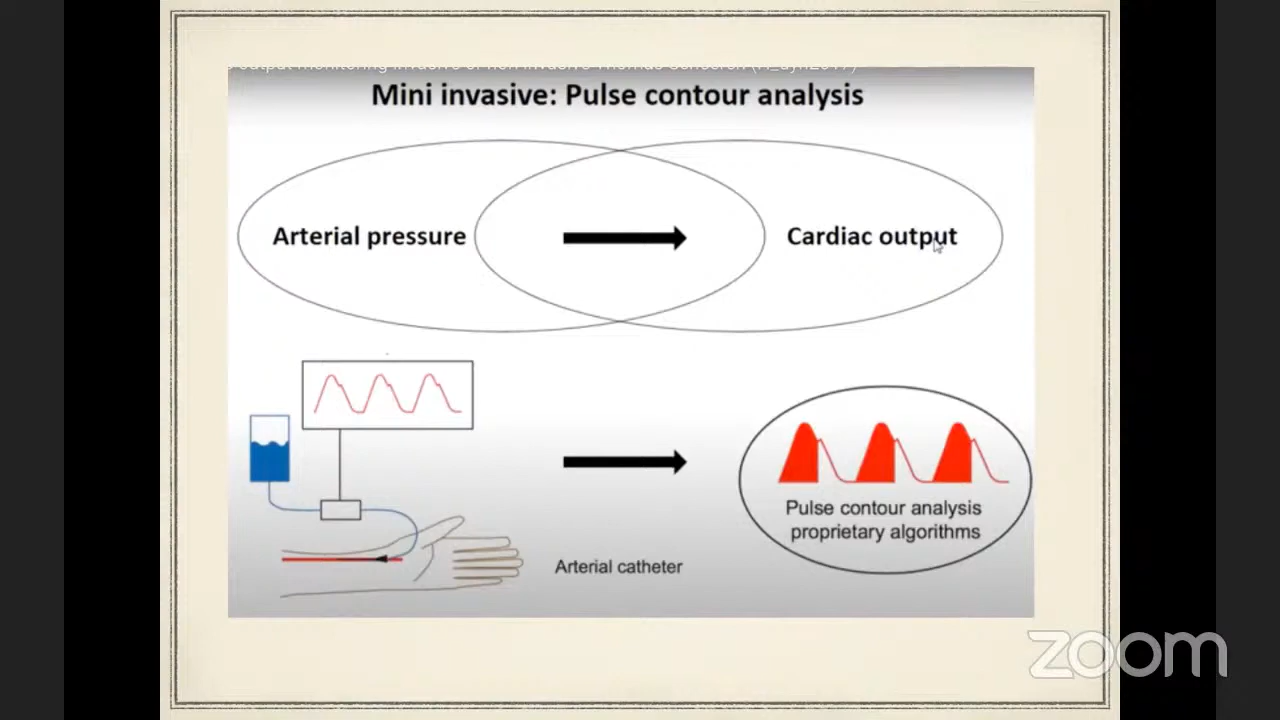 Mini invasive: Pulse contour analysis
Arterial pressure
Cardiac output
Pulse contour analysis
proprietary algorithms
Arterial catheter
zoom